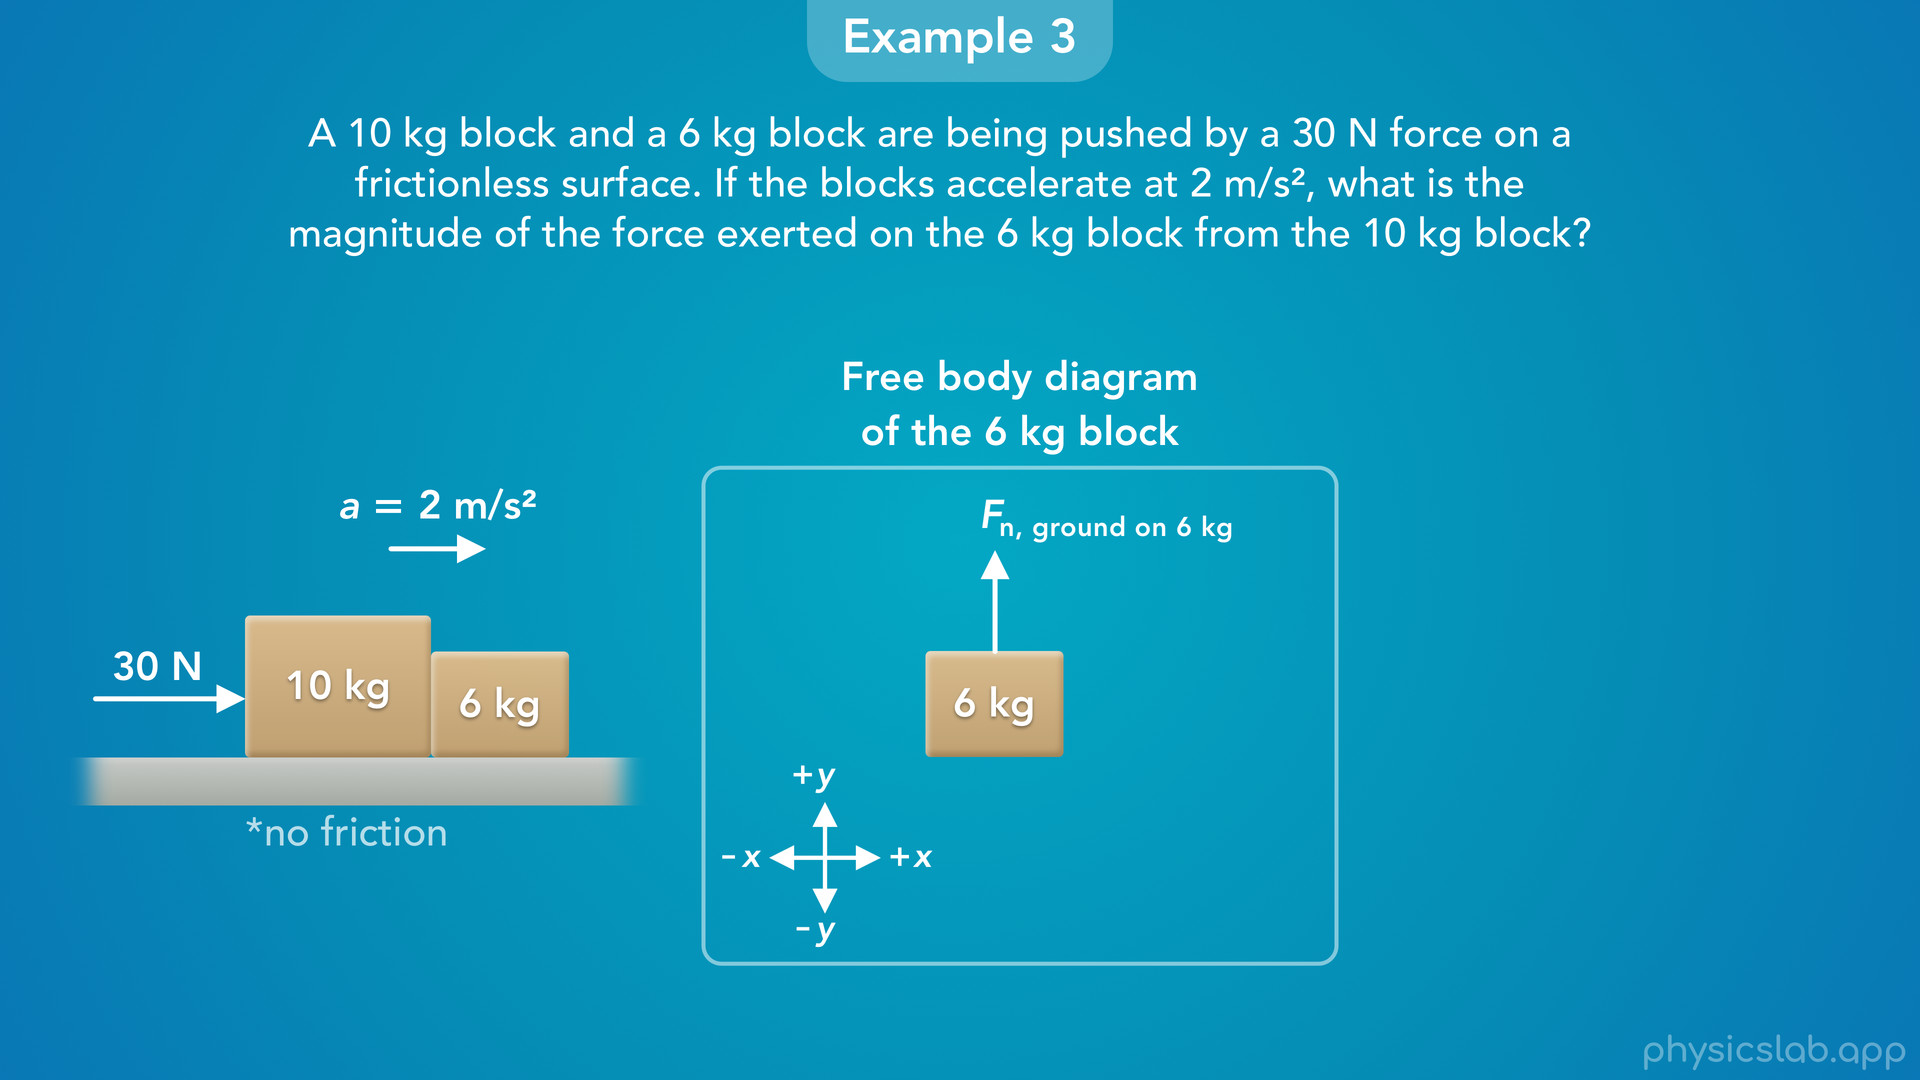 Example 3
A 10 kg block and a 6 kg block are being pushed by a 30 N force on a
frictionless surface. If the blocks accelerate at 2 m/s², what is the
magnitude of the force exerted on the 6 kg block from the 10 kg block?
Free body diagram
of the 6 kg block
a = 2 m/s²
30 N
10 kg
6 kg
*no friction
Fn, ground on 6 kg
6 kg
+y
-x
+x
-y
physicslab.app